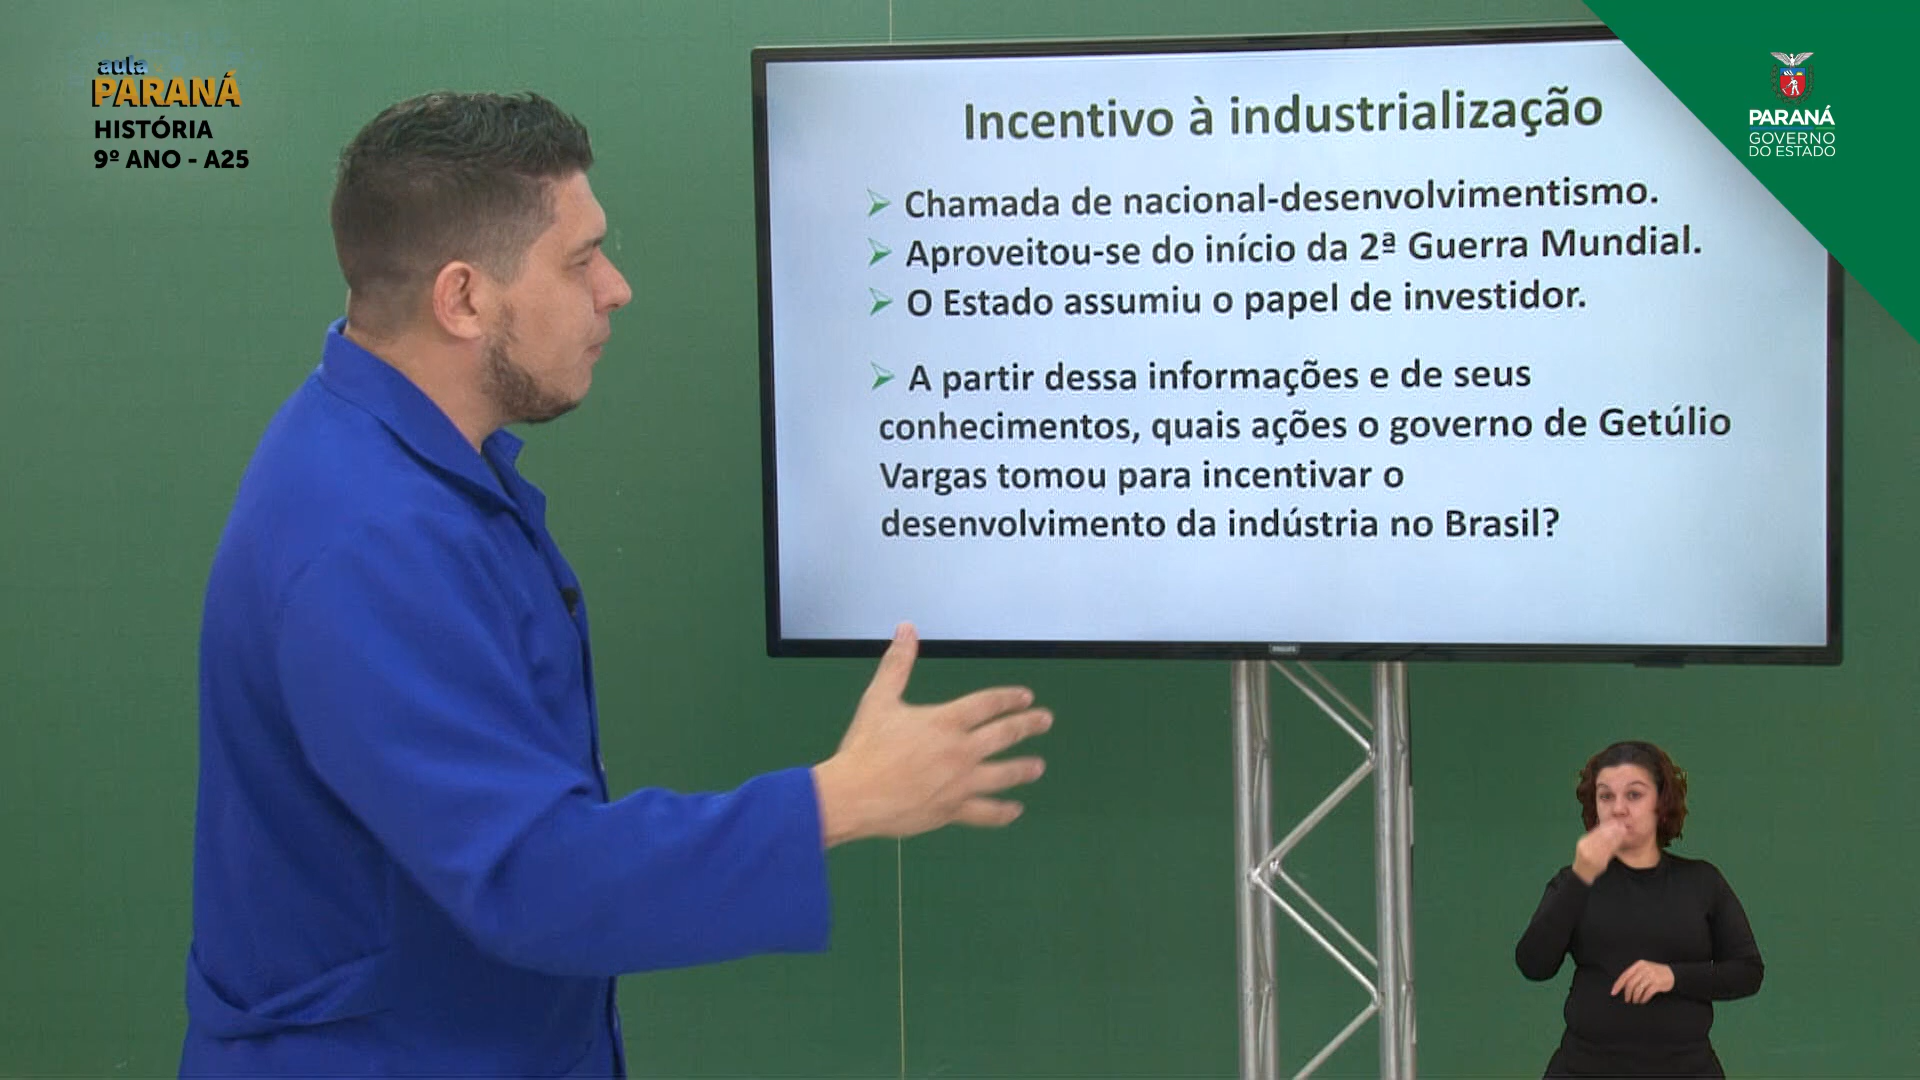 aula
PARANÁ
HISTÓRIA
9º ANO - A25
PARANÁ
GOVERNO
DO ESTADO
Incentivo à industrialização
➢ Chamada de nacional-desenvolvimentismo.
➢ Aproveitou-se do início da 2ª Guerra Mundial.
➢ O Estado assumiu o papel de investidor.
➢ A partir dessa informações e de seus
conhecimentos, quais ações o governo de Getúlio
Vargas tomou para incentivar o
desenvolvimento da indústria no Brasil?
PHILIPS